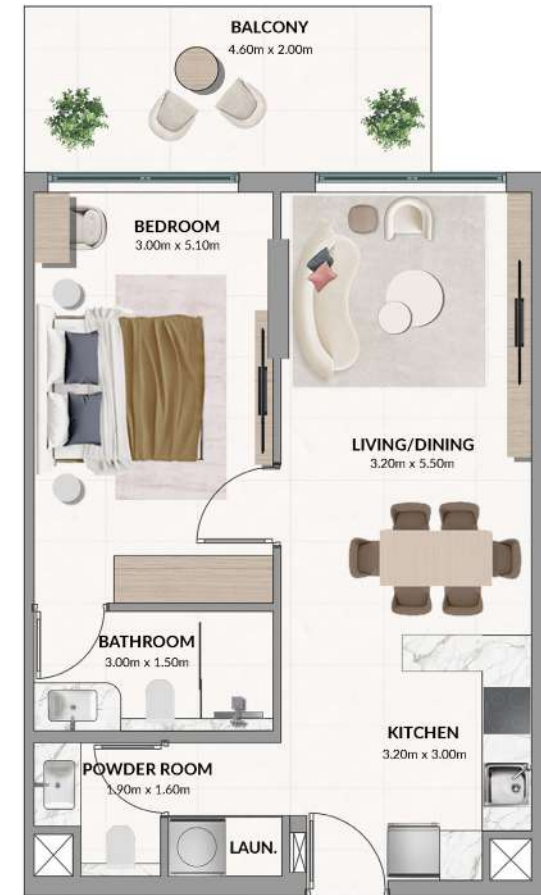 BALCONY
4.60m x 2.00m
BEDROOM
3.00m x 5.10m
LIVING/DINING
3.20m x 5.50m
BATHROOM
3.00m x 1.50m
KITCHEN
3.20m x 3.00m
POWDER ROOM
1.90m x 1.60m
LAUN.